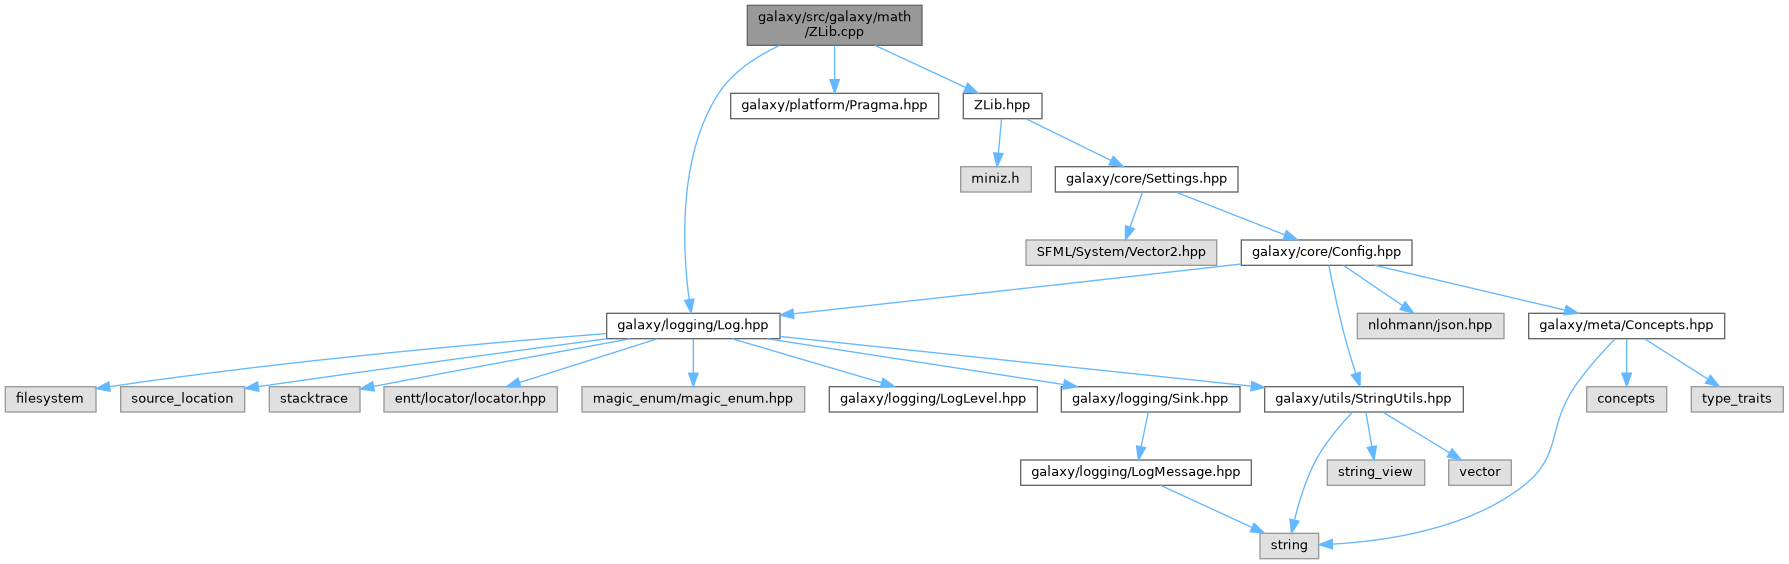 galaxy/src/galaxy/math
/ZLib.cpp
galaxy/platform/Pragma.hpp
ZLib.hpp
miniz.h
galaxy/core/Settings.hpp
SFML/System/Vector2.hpp
galaxy/core/Config.hpp
galaxy/logging/Log.hpp
nlohmann/json.hpp
galaxy/meta/Concepts.hpp
filesystem
source_location
stacktrace
entt/locator/locator.hpp
magic_enum/magic_enum.hpp
galaxy/logging/LogLevel.hpp
galaxy/logging/Sink.hpp
galaxy/utils/StringUtils.hpp
concepts
type_traits
galaxy/logging/LogMessage.hpp
string_view
vector
string